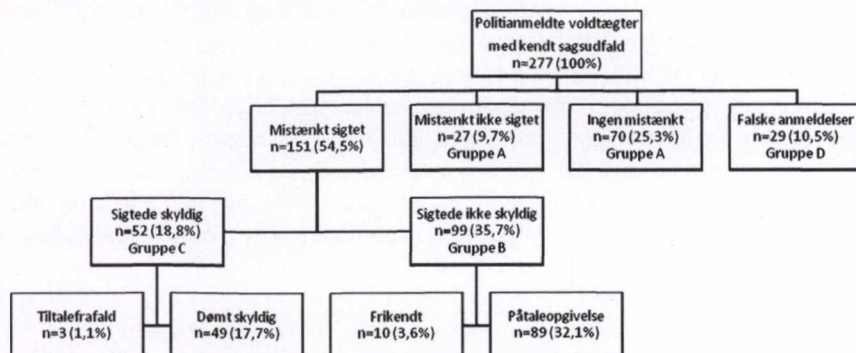 Politianmeldte voldtægter
med kendt sagsudfald
n=277 (100%)
Mistænkt sigtet
n=151 (54,5%)
Mistænkt ikke sigtet
n=27 (9,7%)
Gruppe A
Ingen mistænkt
n=70 (25,3%)
Gruppe A
Falske anmeldelser
n=29 (10,5%)
Gruppe D
Sigtede skyldig
n=52 (18,8%)
Gruppe C
Sigtede ikke skyldig
n=99 (35,7%)
Gruppe B
Tiltalefrafald
n=3 (1,1%)
Dømt skyldig
n=49 (17,7%)
Frikendt
n=10 (3,6%)
Påtaleopgivelse
n=89 (32,1%)